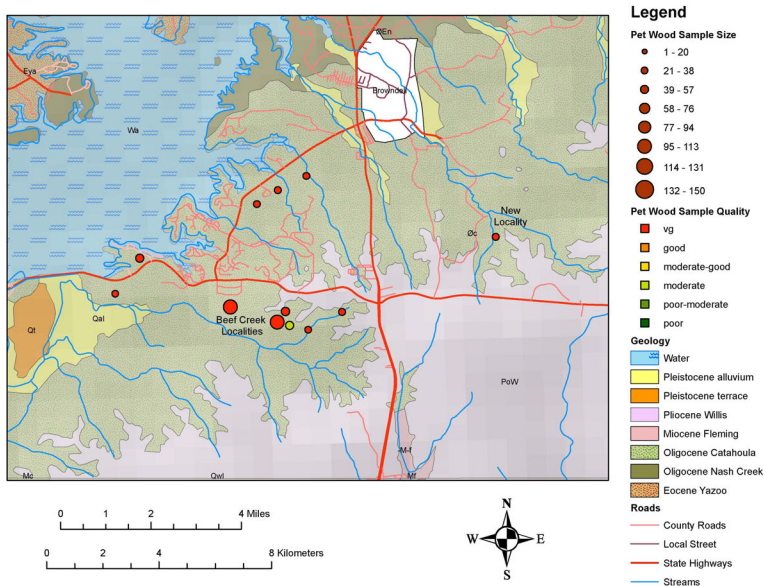 ØEn
Eya
Browndell
Wa
New
Locality
Øc
Qal
Qt
Beef Creek
Localities
PoW
M-f
Mc
Qwl
Mf
0 1 2 4 Miles
0 2 4 8 Kilometers
N
W E
S
Legend
Pet Wood Sample Size
1 - 20
21 - 38
39 - 57
58 - 76
77 - 94
95 - 113
114 - 131
132 - 150
Pet Wood Sample Quality
vg
good
moderate-good
moderate
poor-moderate
poor
Geology
Water
Pleistocene alluvium
Pleistocene terrace
Pliocene Willis
Miocene Fleming
Oligocene Catahoula
Oligocene Nash Creek
Eocene Yazoo
Roads
County Roads
Local Street
State Highways
Streams